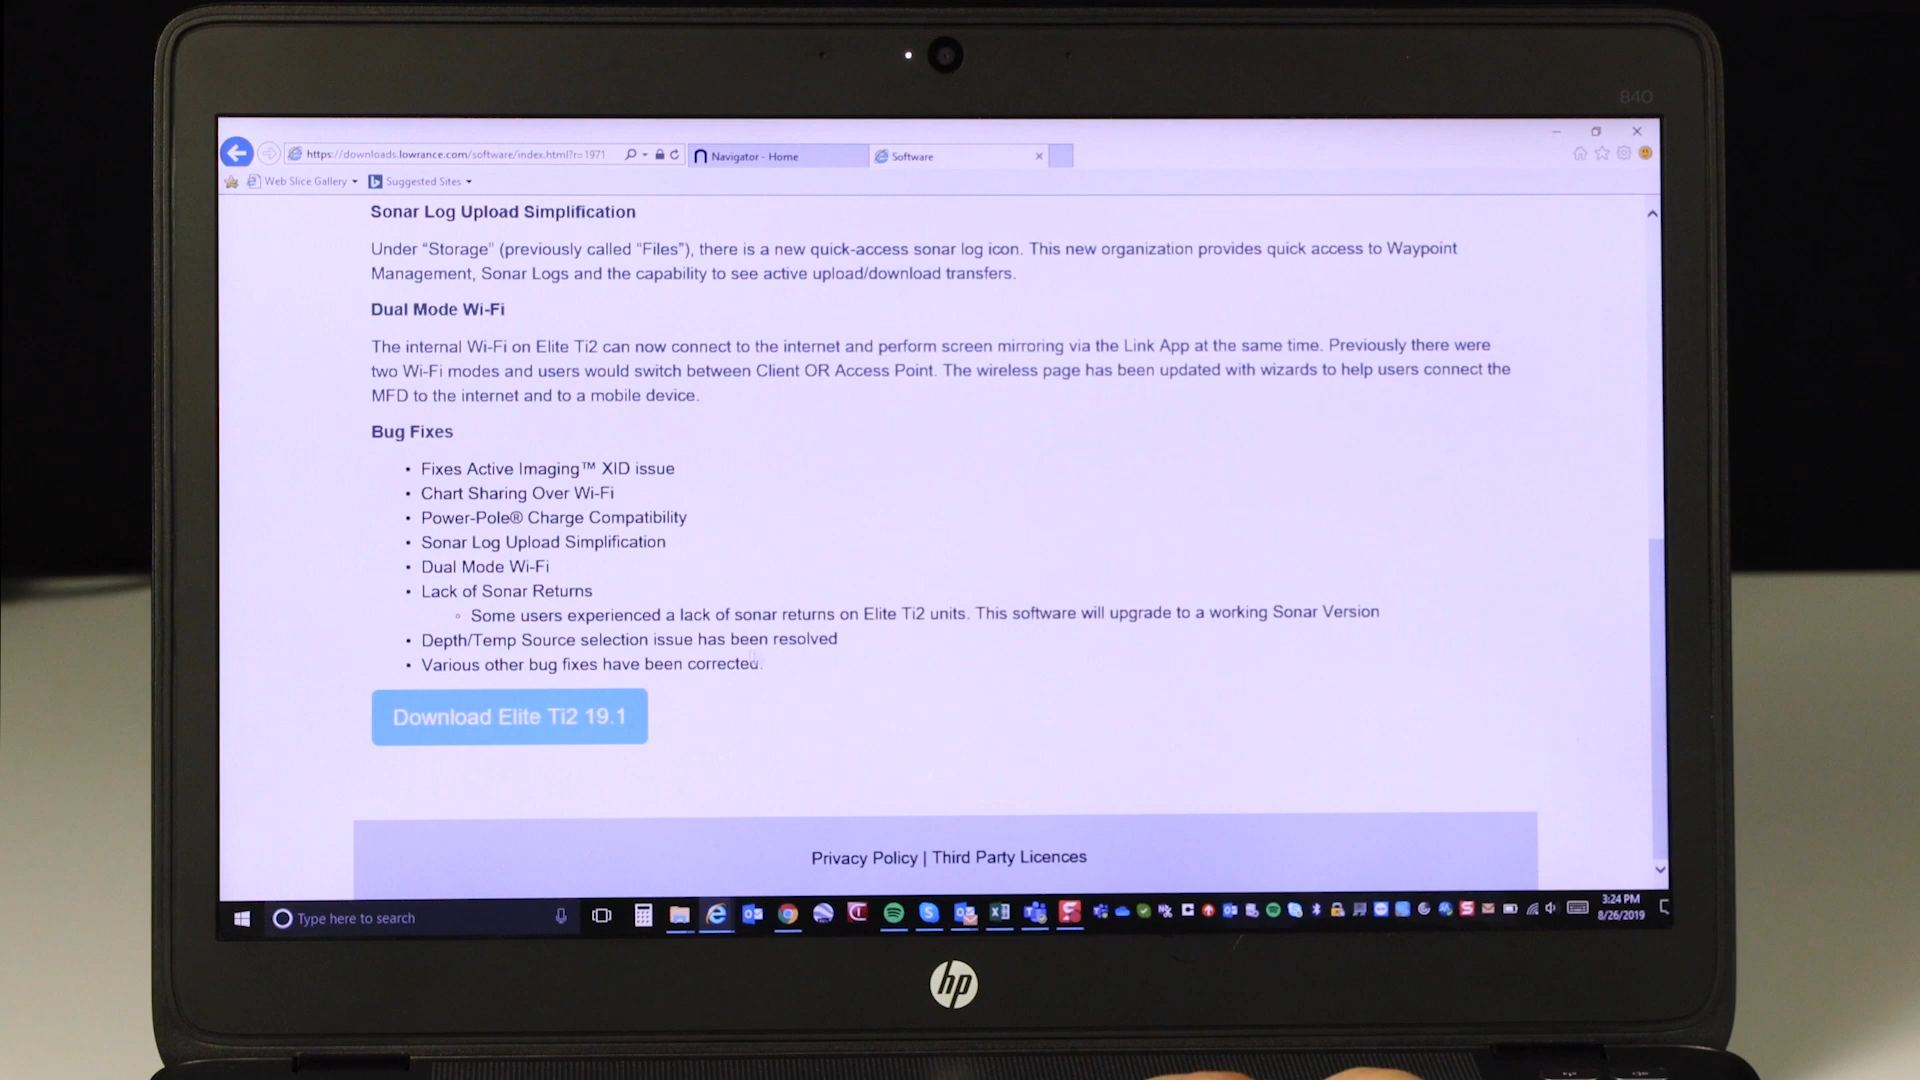 840
https://downloads.lowrance.com/software/index.html?r=1971
Navigator - Home
Software
Web Slice Gallery
Suggested Sites
Sonar Log Upload Simplification
Under “Storage” (previously called “Files”), there is a new quick-access sonar log icon. This new organization provides quick access to Waypoint
Management, Sonar Logs and the capability to see active upload/download transfers.
Dual Mode Wi-Fi
The internal Wi-Fi on Elite Ti2 can now connect to the internet and perform screen mirroring via the Link App at the same time. Previously there were
two Wi-Fi modes and users would switch between Client OR Access Point. The wireless page has been updated with wizards to help users connect the
MFD to the internet and to a mobile device.
Bug Fixes
• Fixes Active Imaging™ XID issue
• Chart Sharing Over Wi-Fi
• Power-Pole® Charge Compatibility
• Sonar Log Upload Simplification
• Dual Mode Wi-Fi
• Lack of Sonar Returns
◦ Some users experienced a lack of sonar returns on Elite Ti2 units. This software will upgrade to a working Sonar Version
• Depth/Temp Source selection issue has been resolved
• Various other bug fixes have been corrected.
Download Elite Ti2 19.1
Privacy Policy | Third Party Licences
Type here to search
3:24 PM
8/26/2019
hp